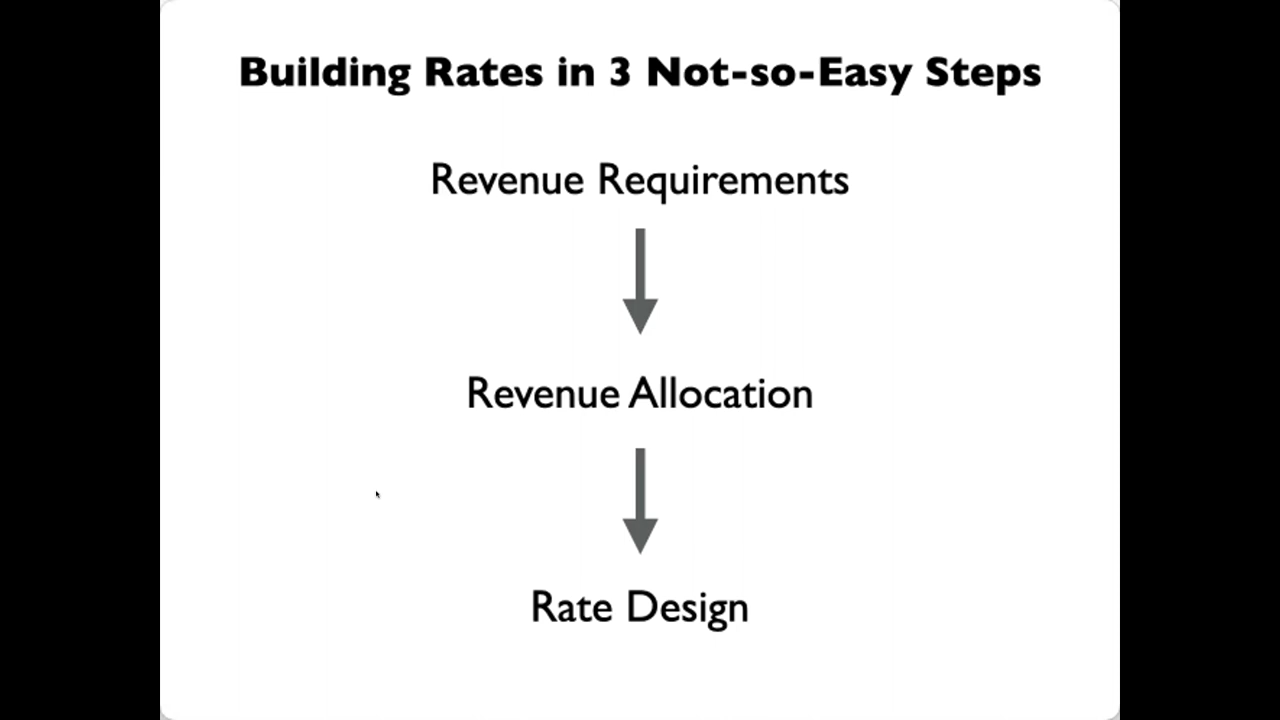 Building Rates in 3 Not-so-Easy Steps
Revenue Requirements
Revenue Allocation
Rate Design